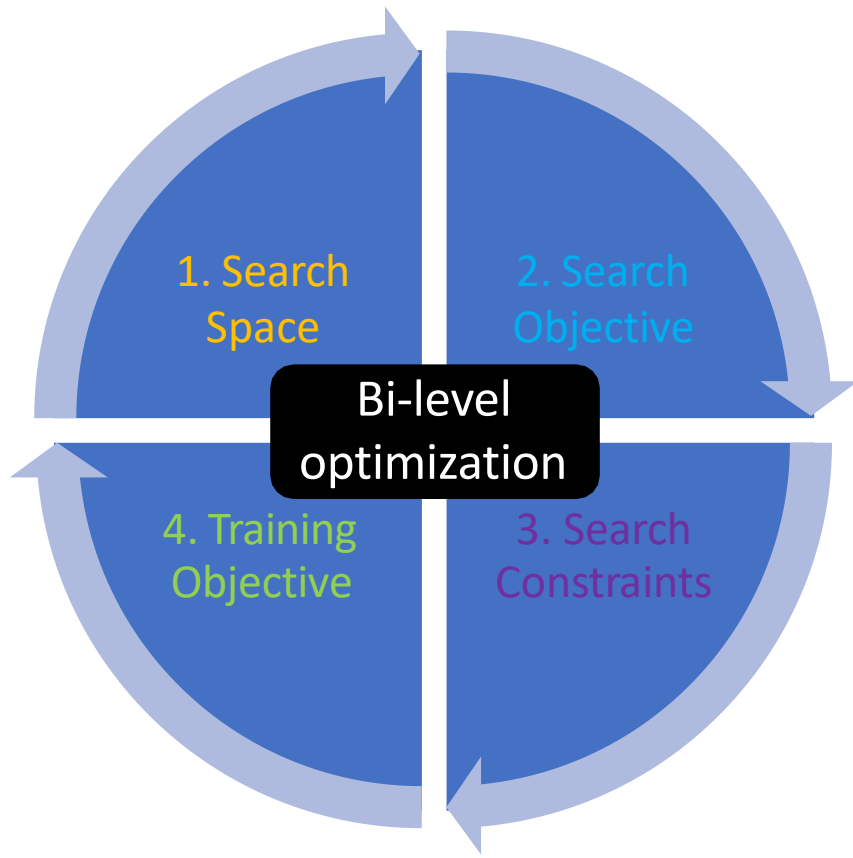 1. Search
Space
2. Search
Objective
Bi-level
optimization
4. Training
Objective
3. Search
Constraints